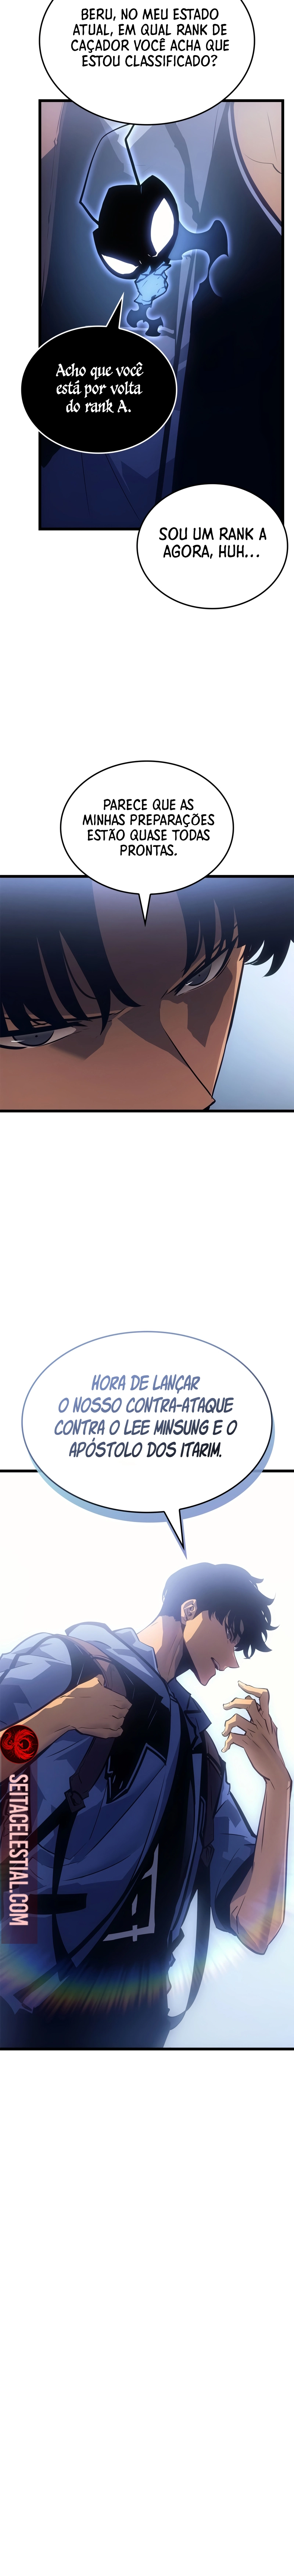 BERU, NO MEU ESTADO
ATUAL, EM QUAL RANK DE
CAÇADOR VOCÊ ACHA QUE
ESTOU CLASSIFICADO?
Acho que você
está por volta
do rank A.
SOU UM RANK A
AGORA, HUH...
PARECE QUE AS
MINHAS PREPARAÇÕES
ESTÃO QUASE TODAS
PRONTAS.
HORA DE LANÇAR
O NOSSO CONTRA-ATAQUE
CONTRA O LEE MINSUNG E O
APÓSTOLO DOS ITARIM.
SEITACELESTIAL.COM